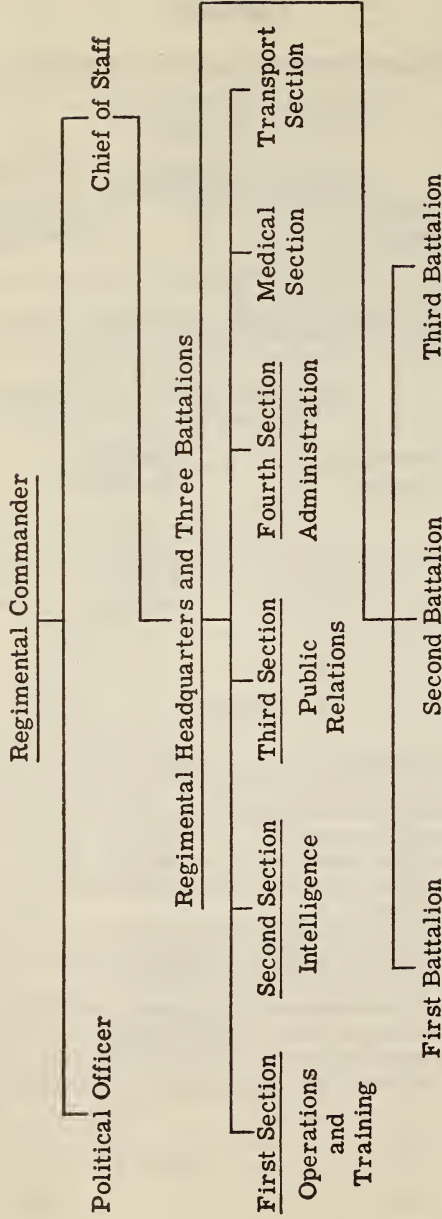 Regimental Commander
Political Officer
Chief of Staff
Regimental Headquarters and Three Battalions
First Section
Operations
and
Training
Second Section
Intelligence
Third Section
Public
Relations
Fourth Section
Administration
Medical
Section
Transport
Section
First Battalion
Second Battalion
Third Battalion